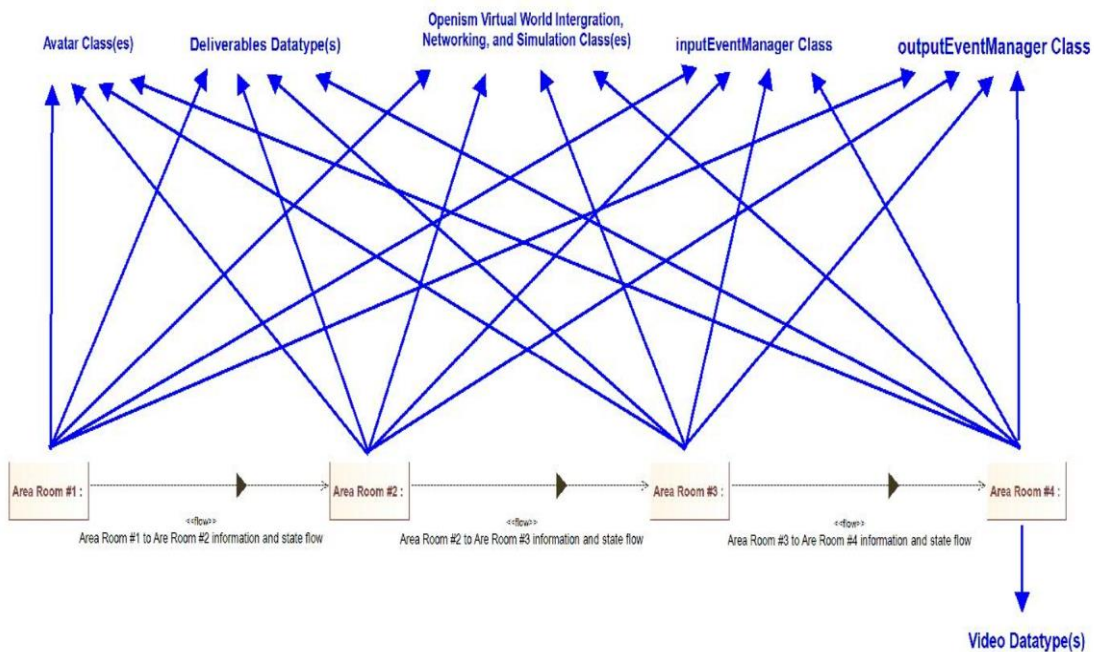 Avatar Class(es)
Deliverables Datatype(s)
Openism Virtual World Intergration,
Networking, and Simulation Class(es)
inputEventManager Class
outputEventManager Class
Area Room #1 :
Area Room #2 :
Area Room #3 :
Area Room #4 :
<<flow>>
Area Room #1 to Are Room #2 information and state flow
<<flow>>
Area Room #2 to Are Room #3 information and state flow
<<flow>>
Area Room #3 to Are Room #4 information and state flow
Video Datatype(s)